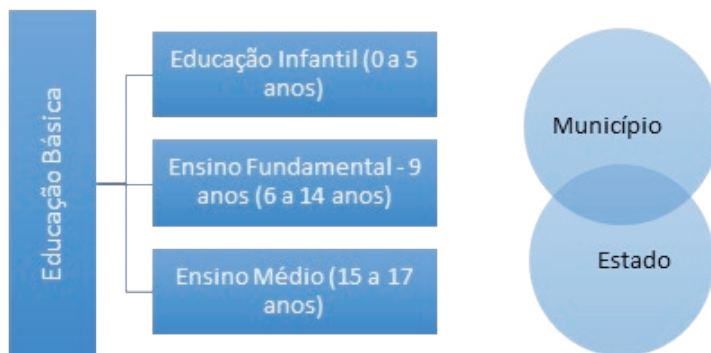 Educação Básica
Educação Infantil (0 a 5
anos)
Ensino Fundamental - 9
anos (6 a 14 anos)
Ensino Médio (15 a 17
anos)
Município
Estado